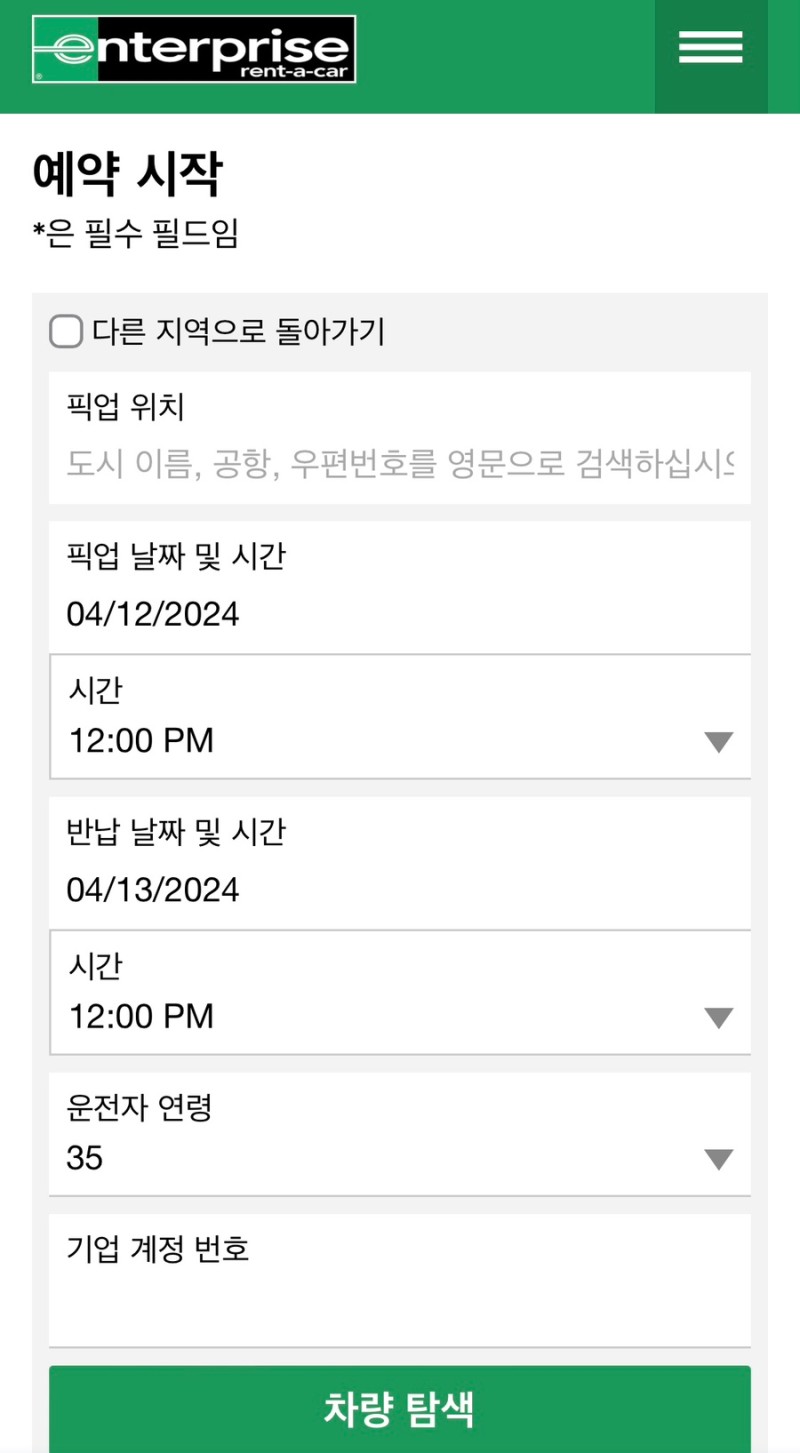 enterprise
rent-a-car
예약 시작
*은 필수 필드임
다른 지역으로 돌아가기
픽업 위치
도시 이름, 공항, 우편번호를 영문으로 검색하십시
픽업 날짜 및 시간
04/12/2024
시간
12:00 PM
반납 날짜 및 시간
04/13/2024
시간
12:00 PM
운전자 연령
35
기업 계정 번호
차량 탐색